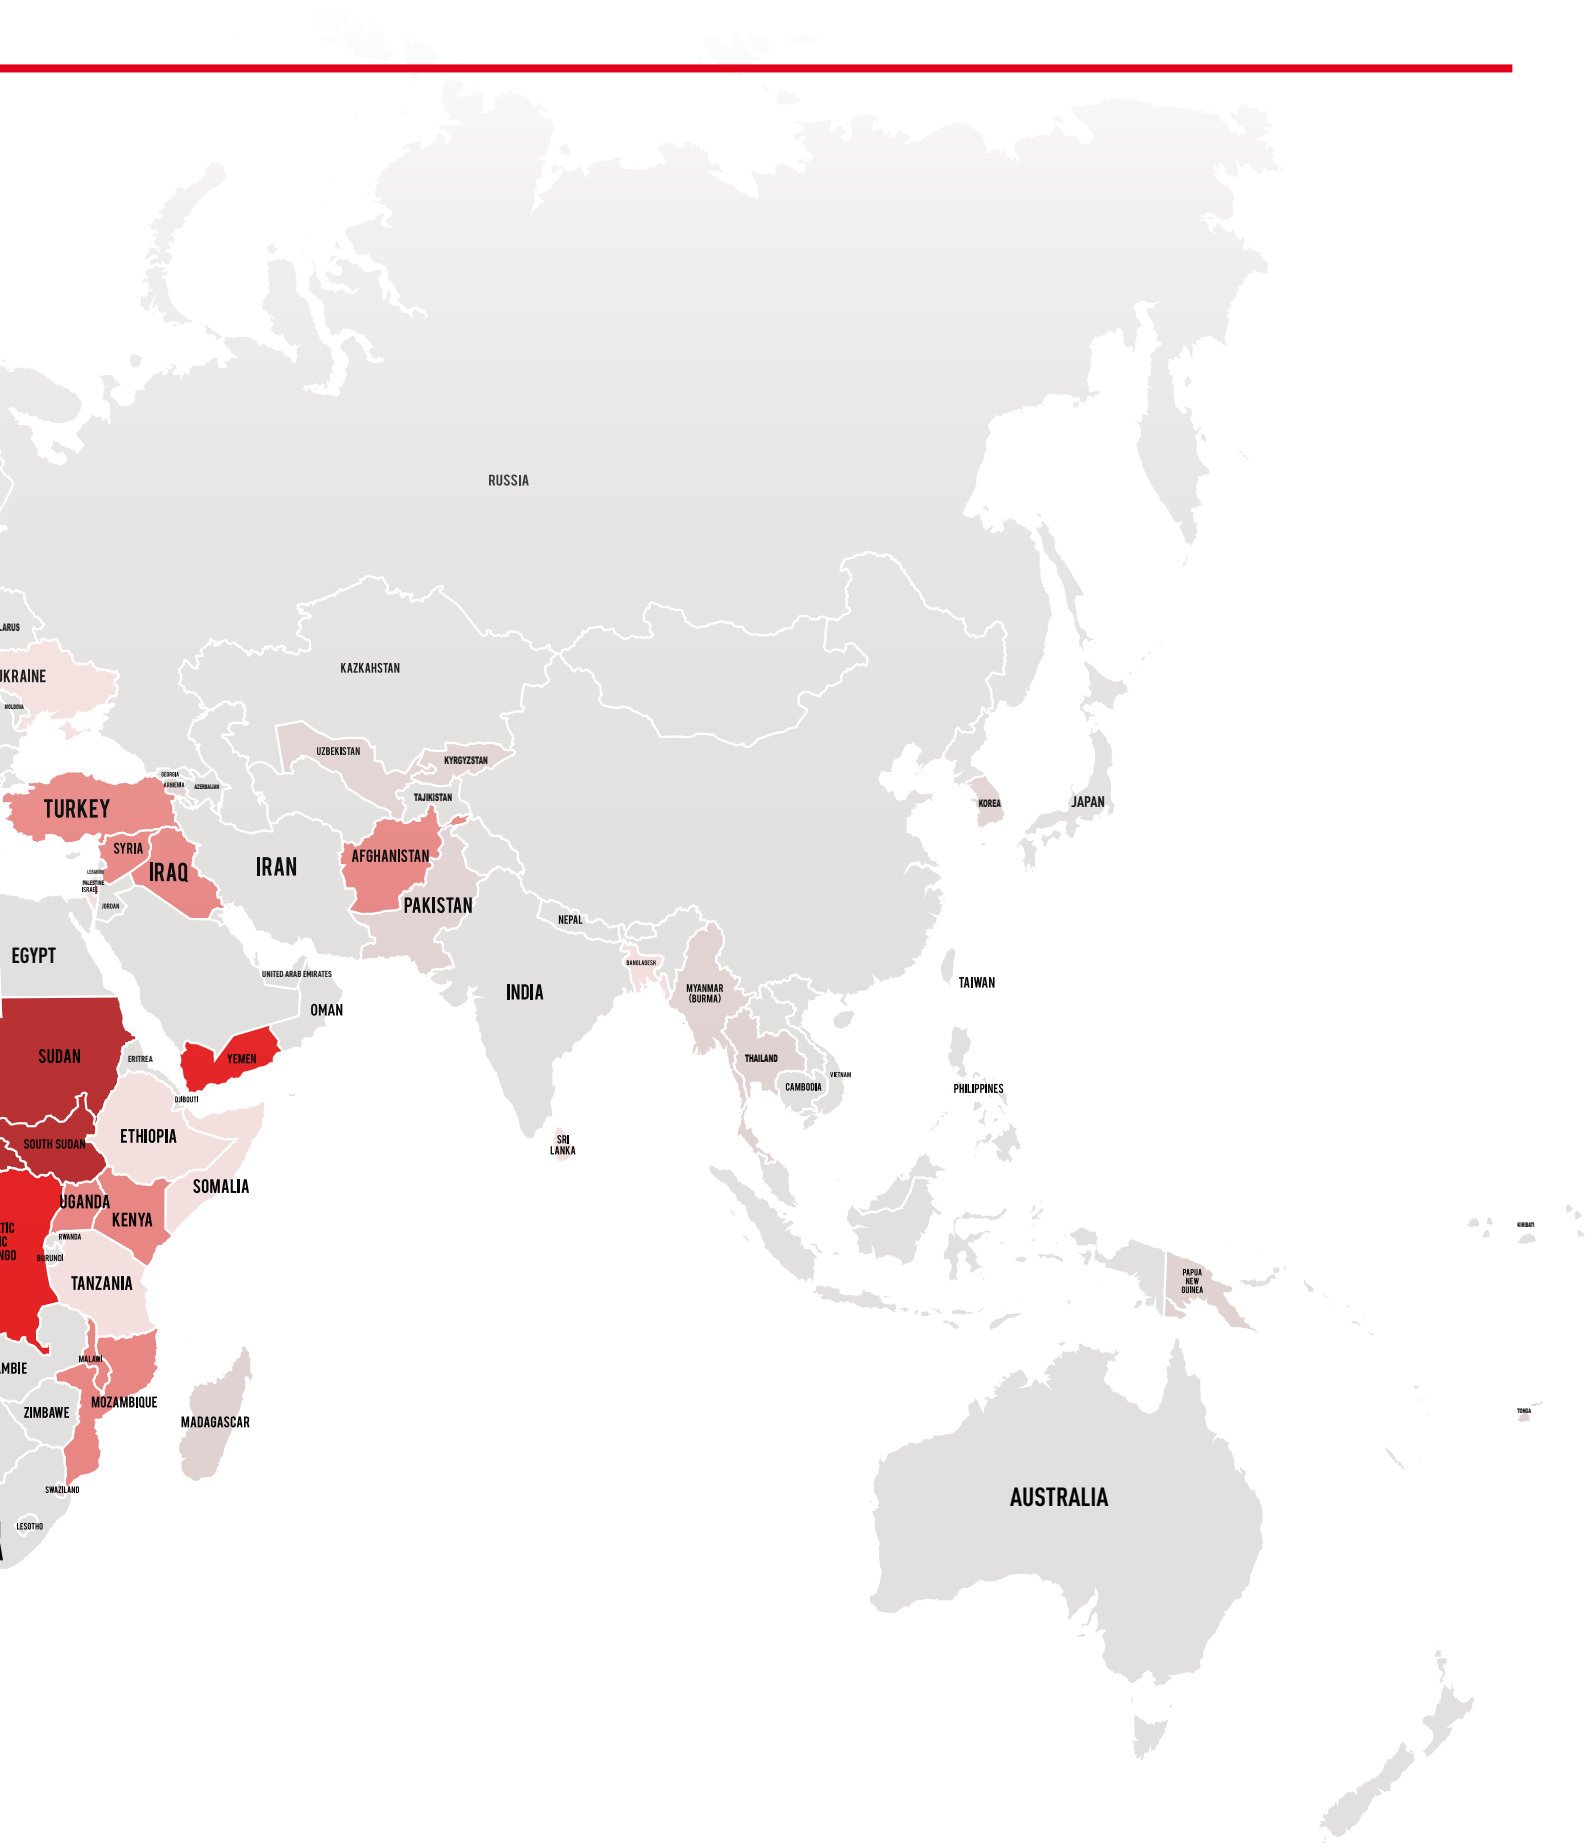 RUSSIA
LARUS
UKRAINE
MOLDOVA
KAZKAHSTAN
UZBEKISTAN
KYRGYZSTAN
GEORGIA
ARMENIA
AZERBAIJAN
TAJIKISTAN
TURKEY
KOREA
JAPAN
SYRIA
AFGHANISTAN
IRAQ
IRAN
LEBANON
PALESTINE
ISRAEL
JORDAN
PAKISTAN
NEPAL
EGYPT
BANGLADESH
UNITED ARAB EMIRATES
INDIA
MYANMAR
(BURMA)
TAIWAN
OMAN
SUDAN
ERITREA
YEMEN
THAILAND
VIETNAM
CAMBODIA
PHILIPPINES
DJIBOUTI
ETHIOPIA
SOUTH SUDAN
SRI
LANKA
SOMALIA
UGANDA
KENYA
TIC
IC
NGO
RWANDA
BURUNDI
KIRIBATI
TANZANIA
PAPUA
NEW
GUINEA
MALAWI
AMBIE
MOZAMBIQUE
ZIMBAWE
MADAGASCAR
TONGA
SWAZILAND
AUSTRALIA
LESOTHO
A